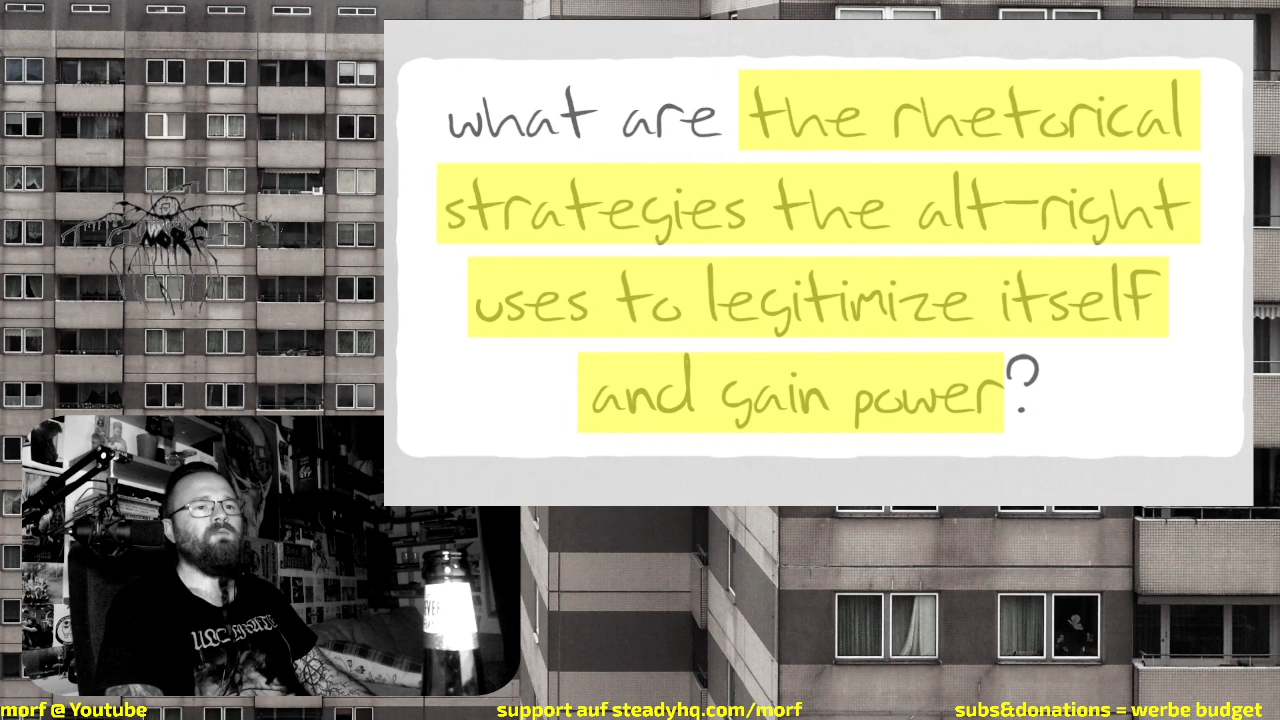 what are the rhetorical
strategies the alt-right
uses to legitimize itself
and gain power?
MORF
morf @ Youtube
support auf steadyhq.com/morf
subs&donations = werbe budget